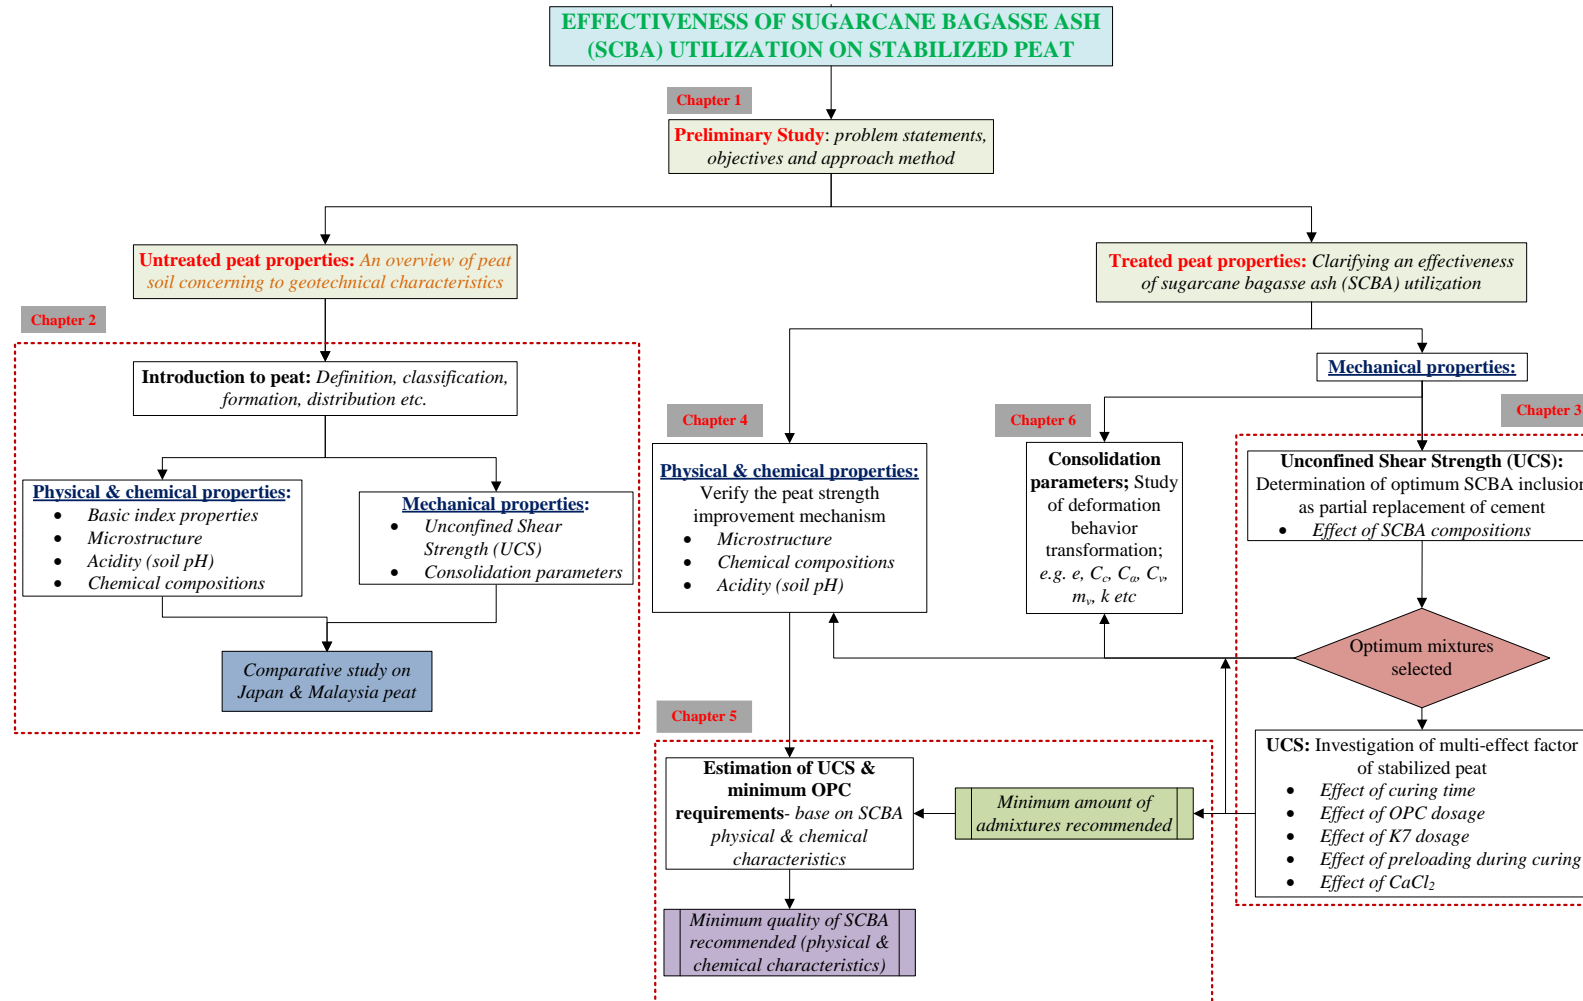 EFFECTIVENESS OF SUGARCANE BAGASSE ASH
(SCBA) UTILIZATION ON STABILIZED PEAT
Chapter 1
Preliminary Study: problem statements,
objectives and approach method
Untreated peat properties: An overview of peat
soil concerning to geotechnical characteristics
Treated peat properties: Clarifying an effectiveness
of sugarcane bagasse ash (SCBA) utilization
Chapter 2
Introduction to peat: Definition, classification,
formation, distribution etc.
Physical & chemical properties:
• Basic index properties
• Microstructure
• Acidity (soil pH)
• Chemical compositions
Mechanical properties:
• Unconfined Shear
Strength (UCS)
• Consolidation parameters
Comparative study on
Japan & Malaysia peat
Mechanical properties:
Chapter 4
Physical & chemical properties:
Verify the peat strength
improvement mechanism
• Microstructure
• Chemical compositions
• Acidity (soil pH)
Chapter 6
Consolidation
parameters; Study
of deformation
behavior
transformation;
e.g. e, Cc, Cα, Cv,
mv, k etc
Chapter 3
Unconfined Shear Strength (UCS):
Determination of optimum SCBA inclusion
as partial replacement of cement
• Effect of SCBA compositions
Optimum mixtures
selected
UCS: Investigation of multi-effect factor
of stabilized peat
• Effect of curing time
• Effect of OPC dosage
• Effect of K7 dosage
• Effect of preloading during curing
• Effect of CaCl2
Chapter 5
Estimation of UCS &
minimum OPC
requirements- base on SCBA
physical & chemical
characteristics
Minimum amount of
admixtures recommended
Minimum quality of SCBA
recommended (physical &
chemical characteristics)